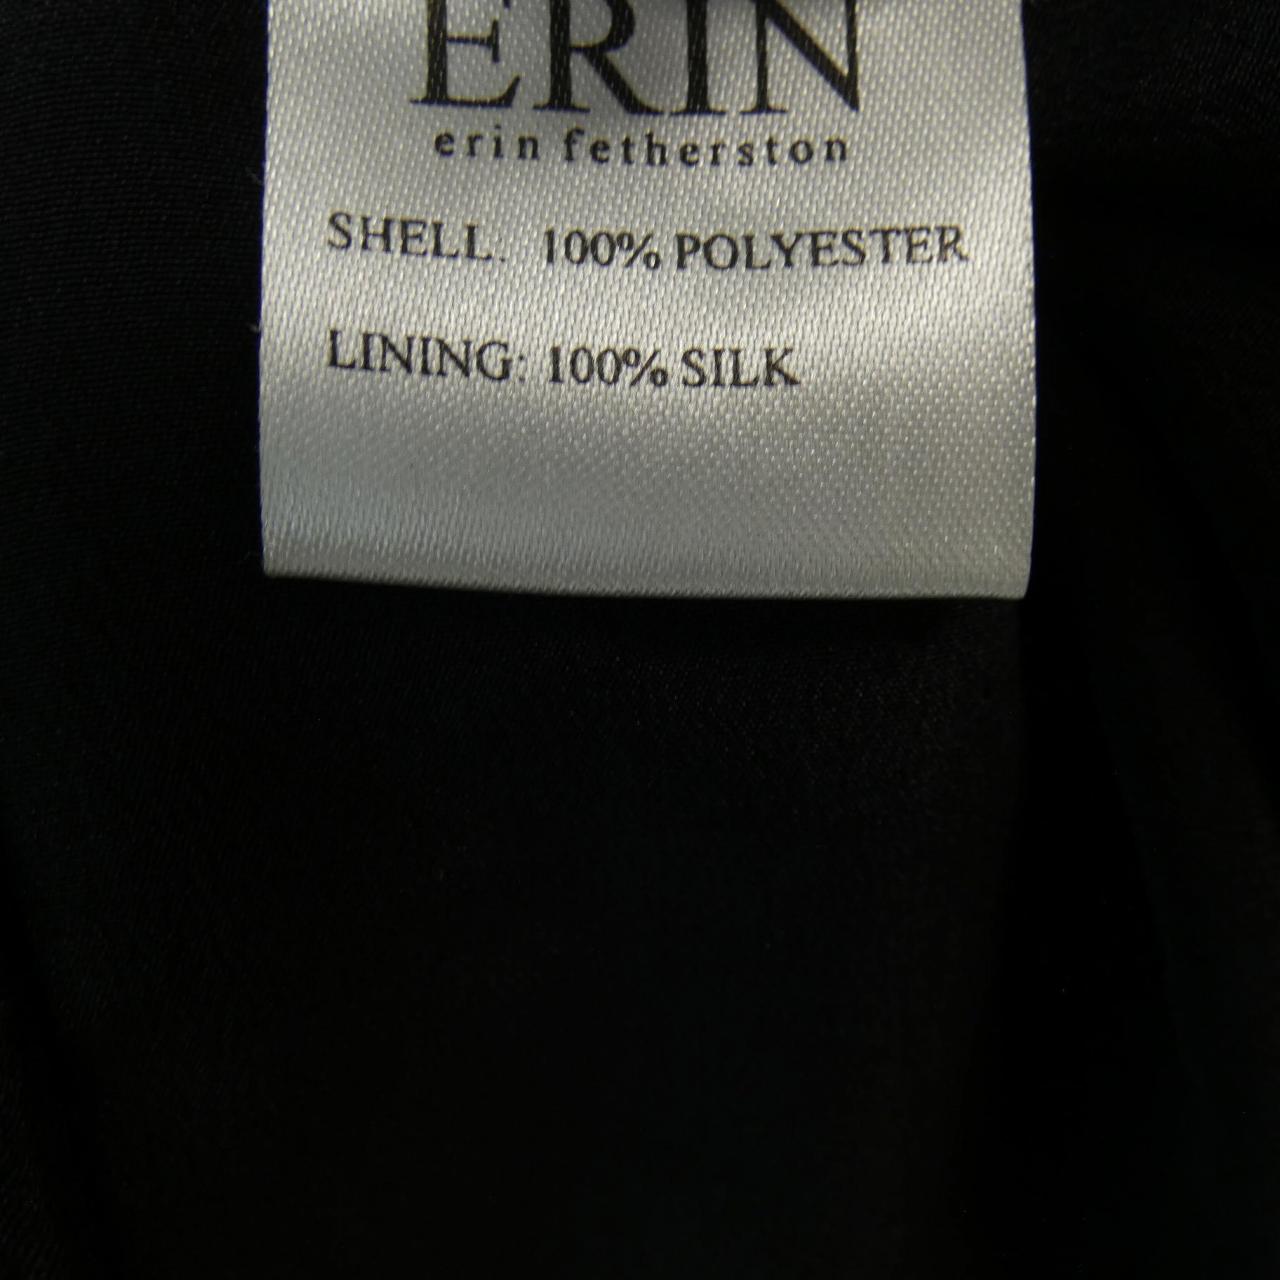 ERIN
erin fetherston
SHELL: 100% POLYESTER
LINING: 100% SILK